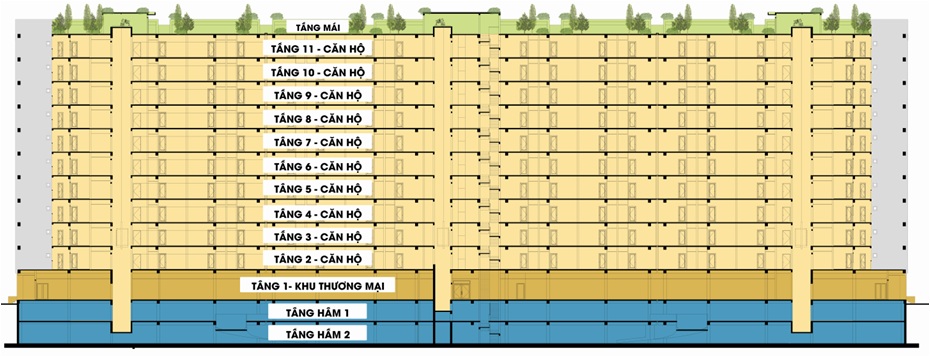 TẦNG MÁI
TẦNG 11 - CĂN HỘ
TẦNG 10 - CĂN HỘ
TẦNG 9 - CĂN HỘ
TẦNG 8 - CĂN HỘ
TẦNG 7 - CĂN HỘ
TẦNG 6 - CĂN HỘ
TẦNG 5 - CĂN HỘ
TẦNG 4 - CĂN HỘ
TẦNG 3 - CĂN HỘ
TẦNG 2 - CĂN HỘ
TẦNG 1- KHU THƯƠNG MẠI
TẦNG HẦM 1
TẦNG HẦM 2